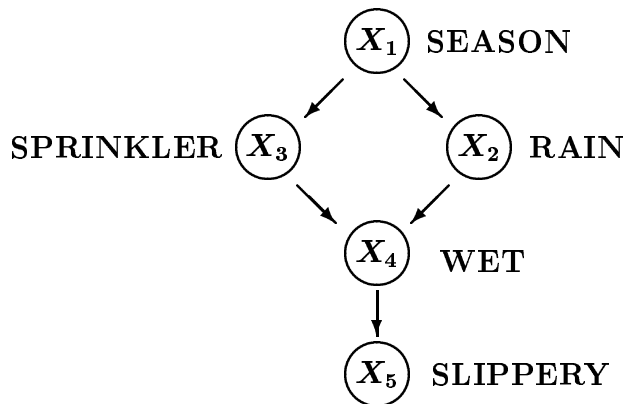 X₁ SEASON
SPRINKLER X₃ X₂ RAIN
X₄ WET
X₅ SLIPPERY